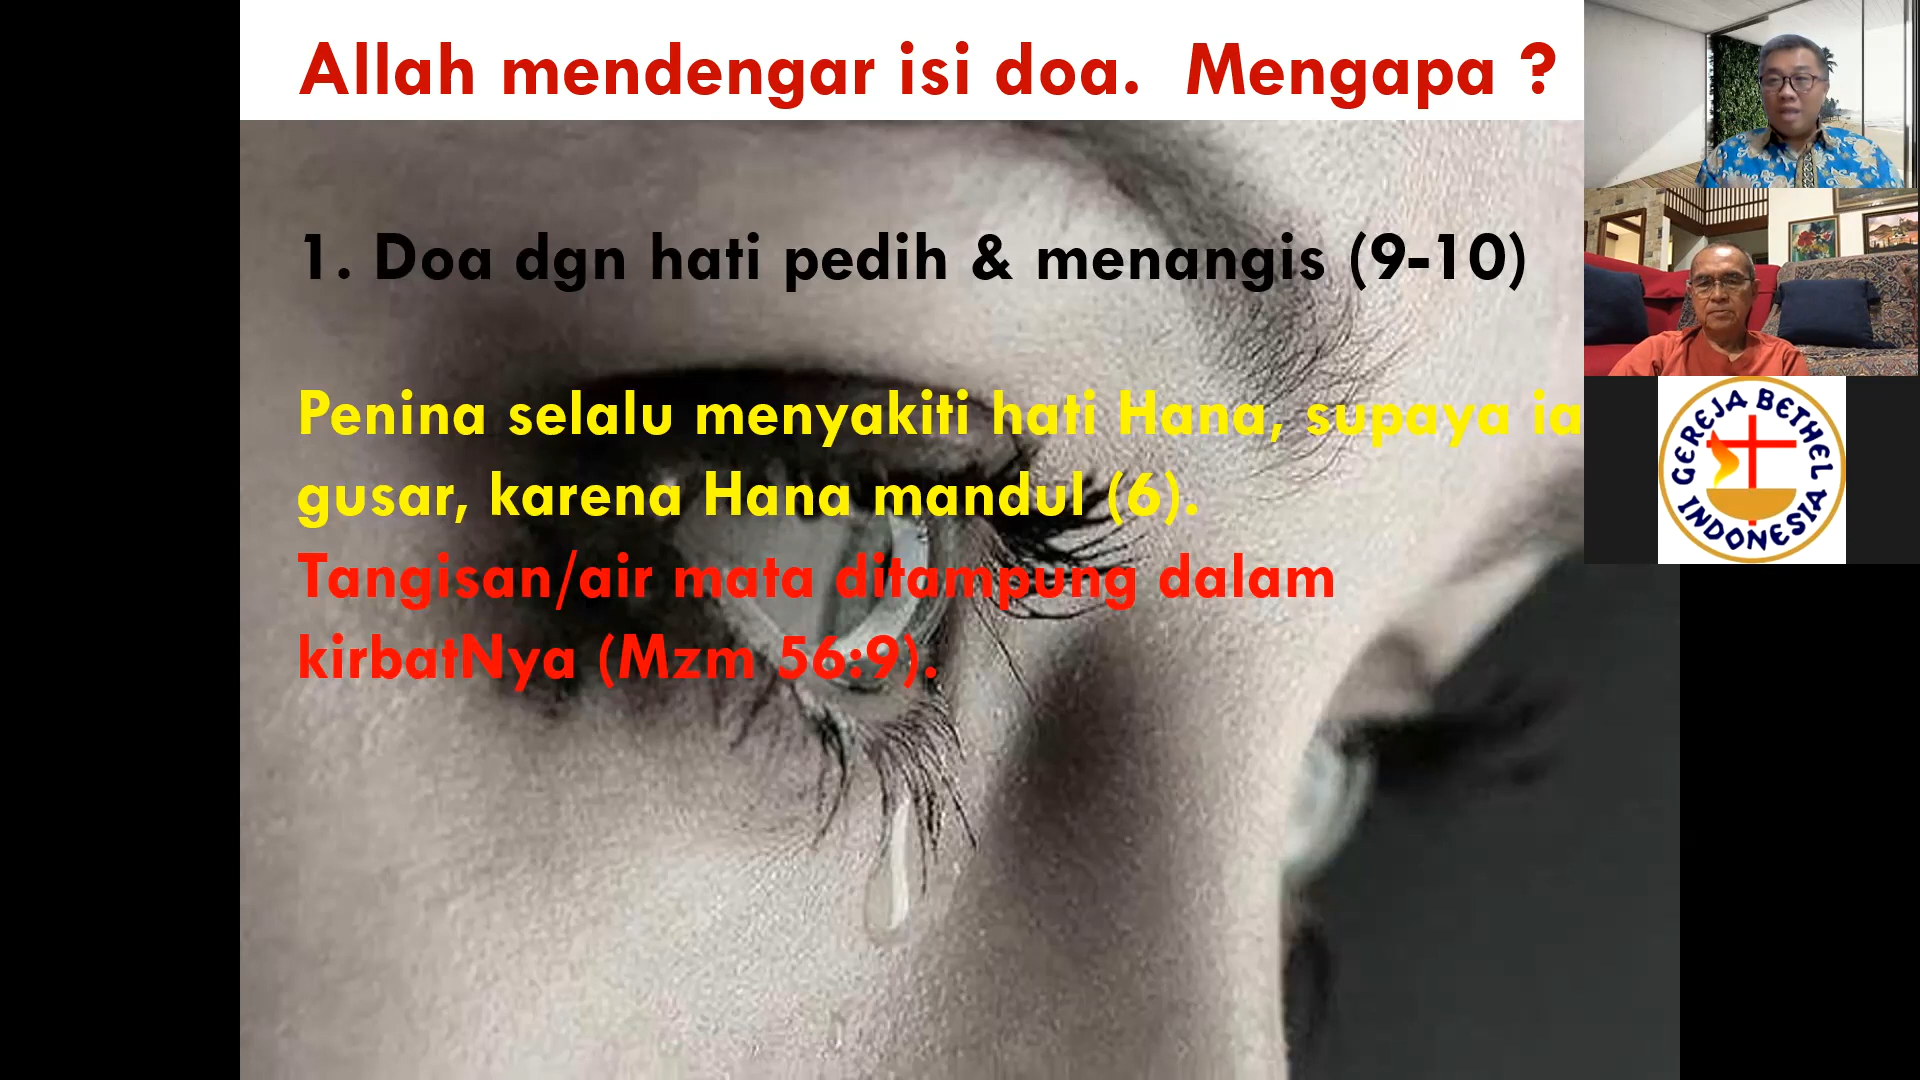 Allah mendengar isi doa. Mengapa ?
1. Doa dgn hati pedih & menangis (9-10)
Penina selalu menyakiti hati Hana, supaya ia
gusar, karena Hana mandul (6).
Tangisan/air mata ditampung dalam
kirbatNya (Mzm 56:9).
GEREJA BETHEL
INDONESIA